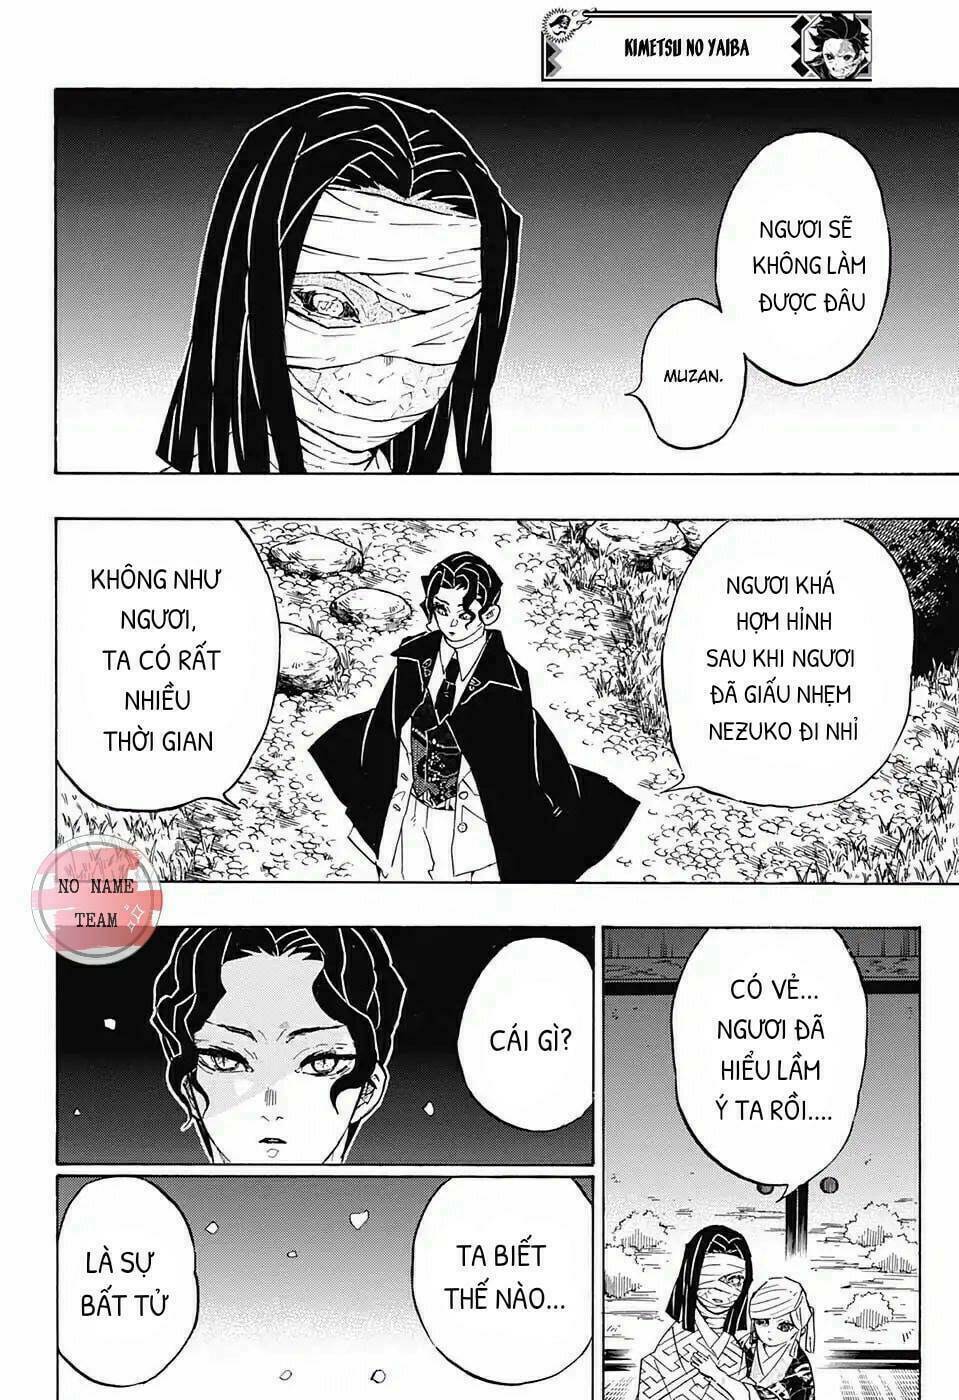 KIMETSU NO YAIBA
NGƯƠI SẼ
KHÔNG LÀM
ĐƯỢC ĐÂU
MUZAN.
NGƯƠI KHÁ
HỢM HỈNH
SAU KHI NGƯƠI
ĐÃ GIẤU NHẸM
NEZUKO ĐI NHỈ
KHÔNG NHƯ
NGƯƠI,
TA CÓ RẤT
NHIỀU
THỜI GIAN
NO NAME
TEAM
CÓ VẺ...
NGƯƠI ĐÃ
HIỂU LẦM
Ý TA RỒI....
CÁI GÌ?
TA BIẾT
THẾ NÀO...
LÀ SỰ
BẤT TỬ